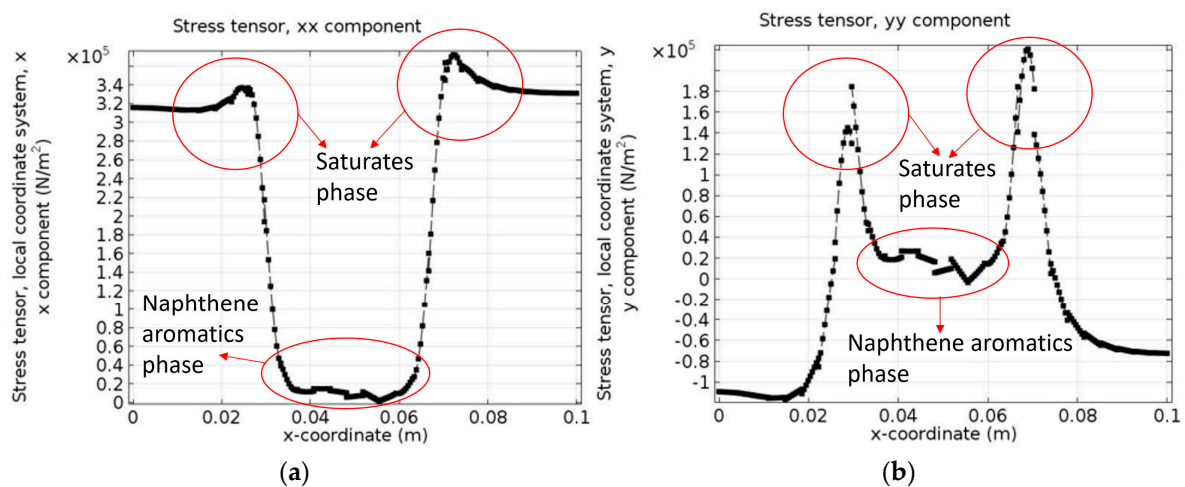 Stress tensor, xx component
×10⁵
Stress tensor, local coordinate system, x
x component (N/m²)
3.4
3.2
3
2.8
2.6
2.4
2.2
2
1.8
1.6
1.4
1.2
1
0.8
0.6
0.4
0.2
0
Saturates
phase
Naphthene
aromatics
phase
0 0.02 0.04 0.06 0.08 0.1
x-coordinate (m)
(a)
Stress tensor, yy component
×10⁵
Stress tensor, local coordinate system, y
y component (N/m²)
1.8
1.6
1.4
1.2
1
0.8
0.6
0.4
0.2
0
-0.2
-0.4
-0.6
-0.8
-1
Saturates
phase
Naphthene aromatics
phase
0 0.02 0.04 0.06 0.08 0.1
x-coordinate (m)
(b)